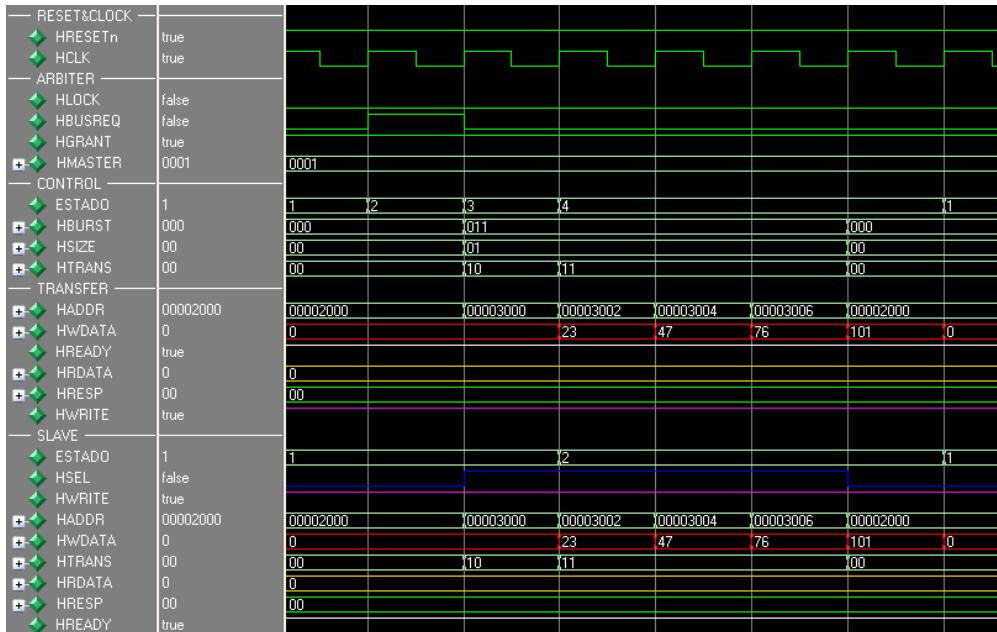 RESET&CLOCK
HRESETn true
HCLK true
ARBITER
HLOCK false
HBUSREQ false
HGRANT true
HMASTER 0001 0001
CONTROL
ESTADO 1 1 2 3 4 1
HBURST 000 000 011 000
HSIZE 00 00 01 00
HTRANS 00 00 10 11 00
TRANSFER
HADDR 00002000 00002000 00003000 00003002 00003004 00003006 00002000
HWDATA 0 0 23 47 76 101 0
HREADY true
HRDATA 0 0
HRESP 00 00
HWRITE true
SLAVE
ESTADO 1 1 2 1
HSEL false
HWRITE true
HADDR 00002000 00002000 00003000 00003002 00003004 00003006 00002000
HWDATA 0 0 23 47 76 101 0
HTRANS 00 00 10 11 00
HRDATA 0 0
HRESP 00 00
HREADY true